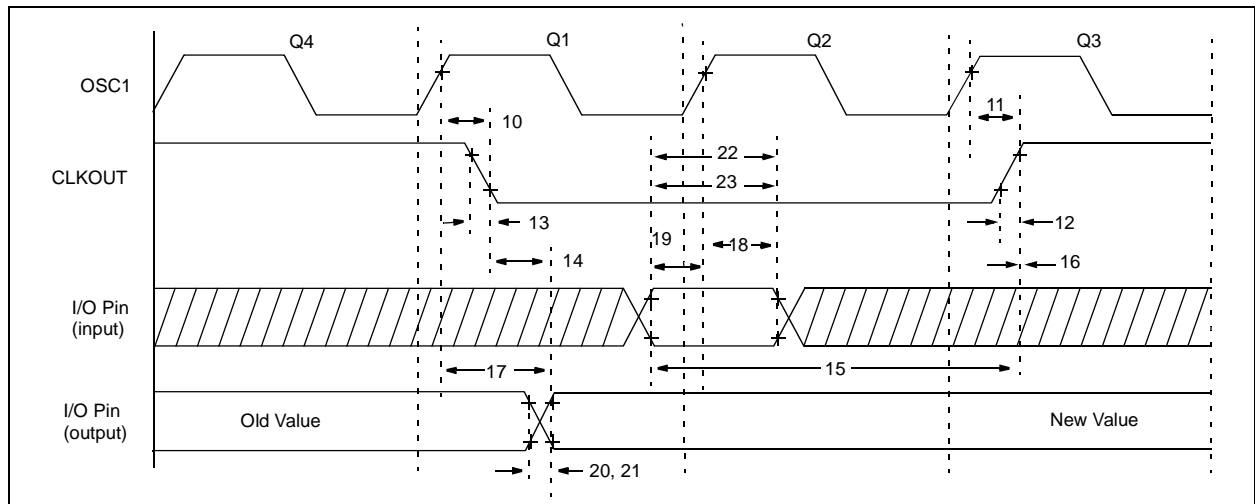 Q4 Q1 Q2 Q3
OSC1
10
11
22
CLKOUT
23
13
12
19
18
14
16
I/O Pin
(input)
17
15
I/O Pin
(output)
Old Value
New Value
20, 21